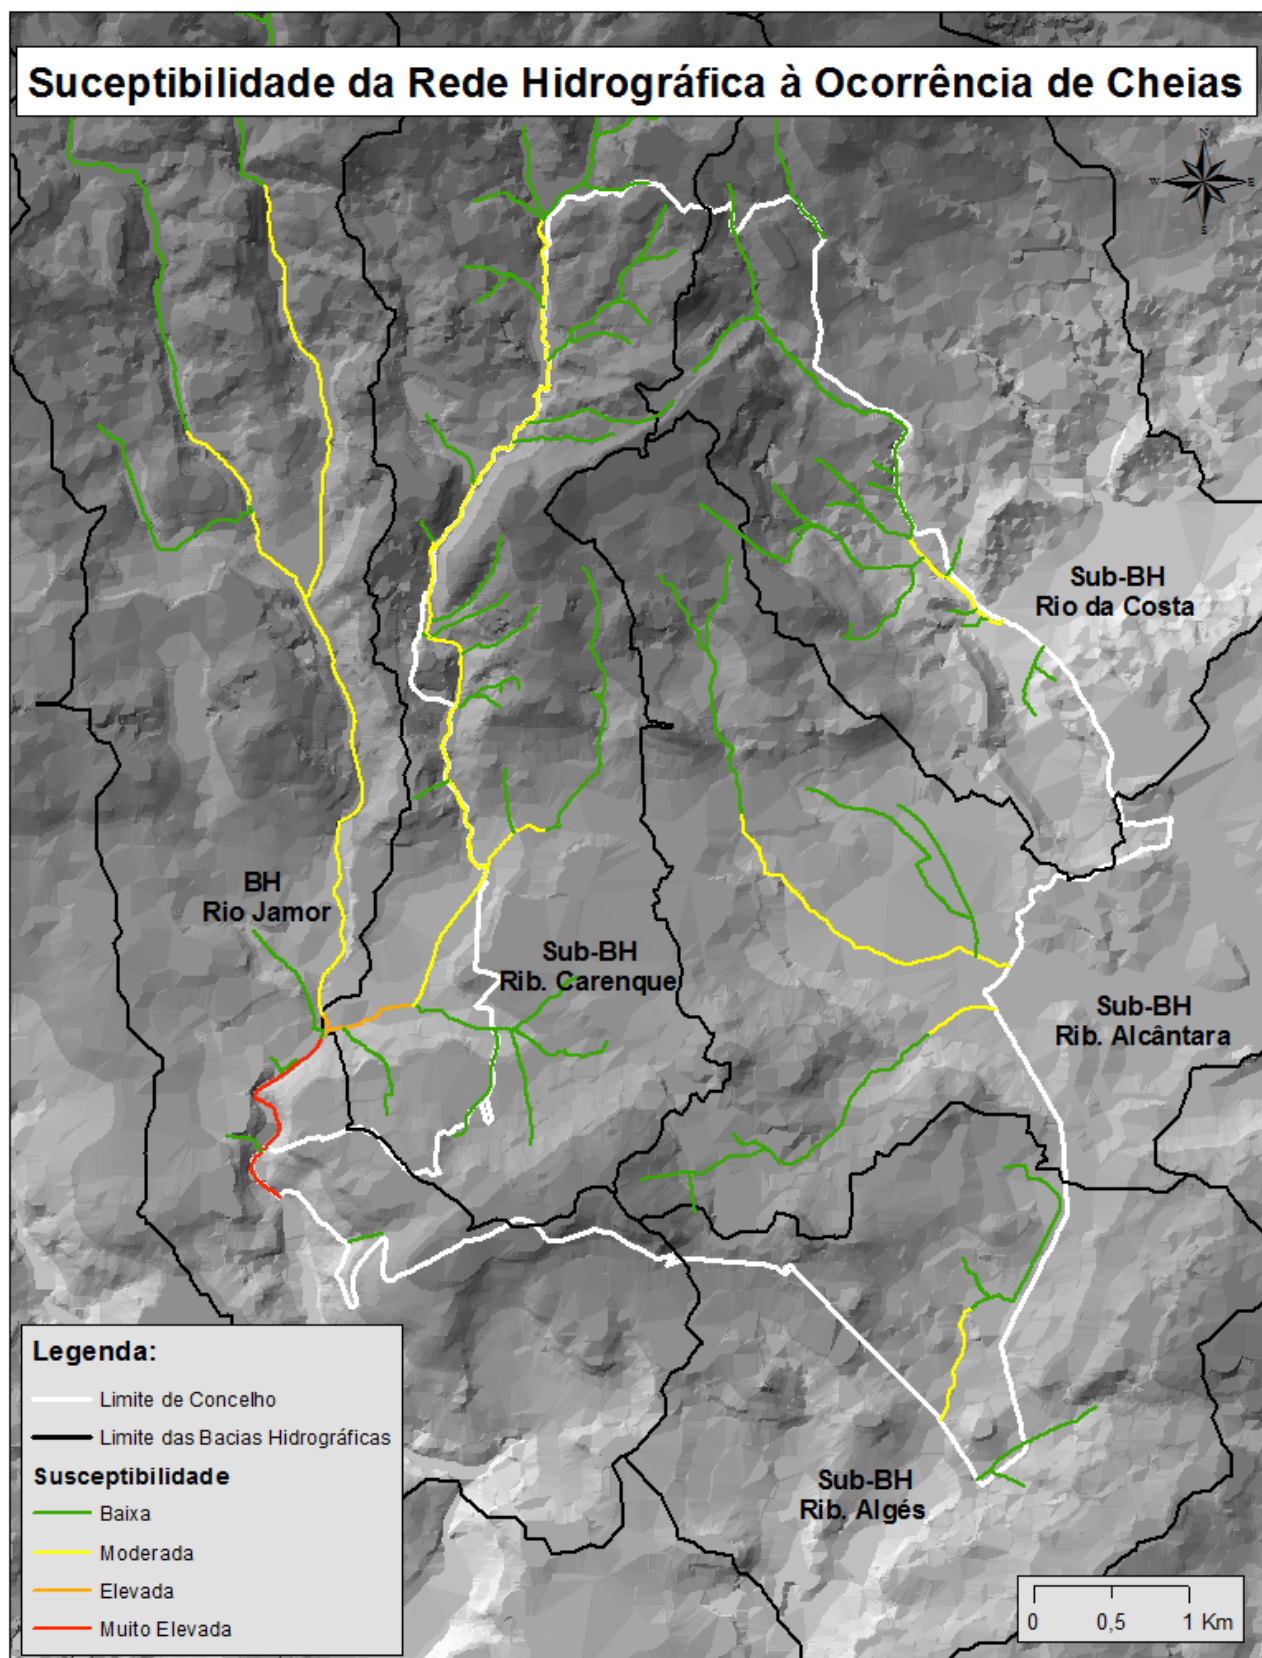 Suceptibilidade da Rede Hidrográfica à Ocorrência de Cheias
N
W E
S
Sub-BH
Rio da Costa
BH
Rio Jamor
Sub-BH
Rib. Carenque
Sub-BH
Rib. Alcântara
Sub-BH
Rib. Algés
Legenda:
Limite de Concelho
Limite das Bacias Hidrográficas
Susceptibilidade
Baixa
Moderada
Elevada
Muito Elevada
0 0,5 1 Km